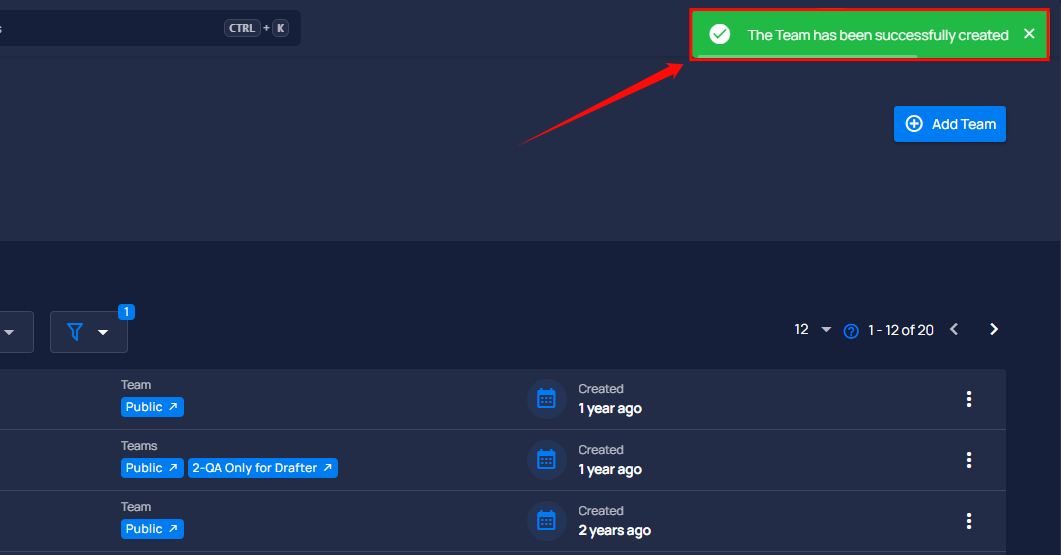 s
CTRL + K
The Team has been successfully created
Add Team
1
12
1 - 12 of 20
Team
Public
Created
1 year ago
Teams
Public
2-QA Only for Drafter
Created
1 year ago
Team
Public
Created
2 years ago